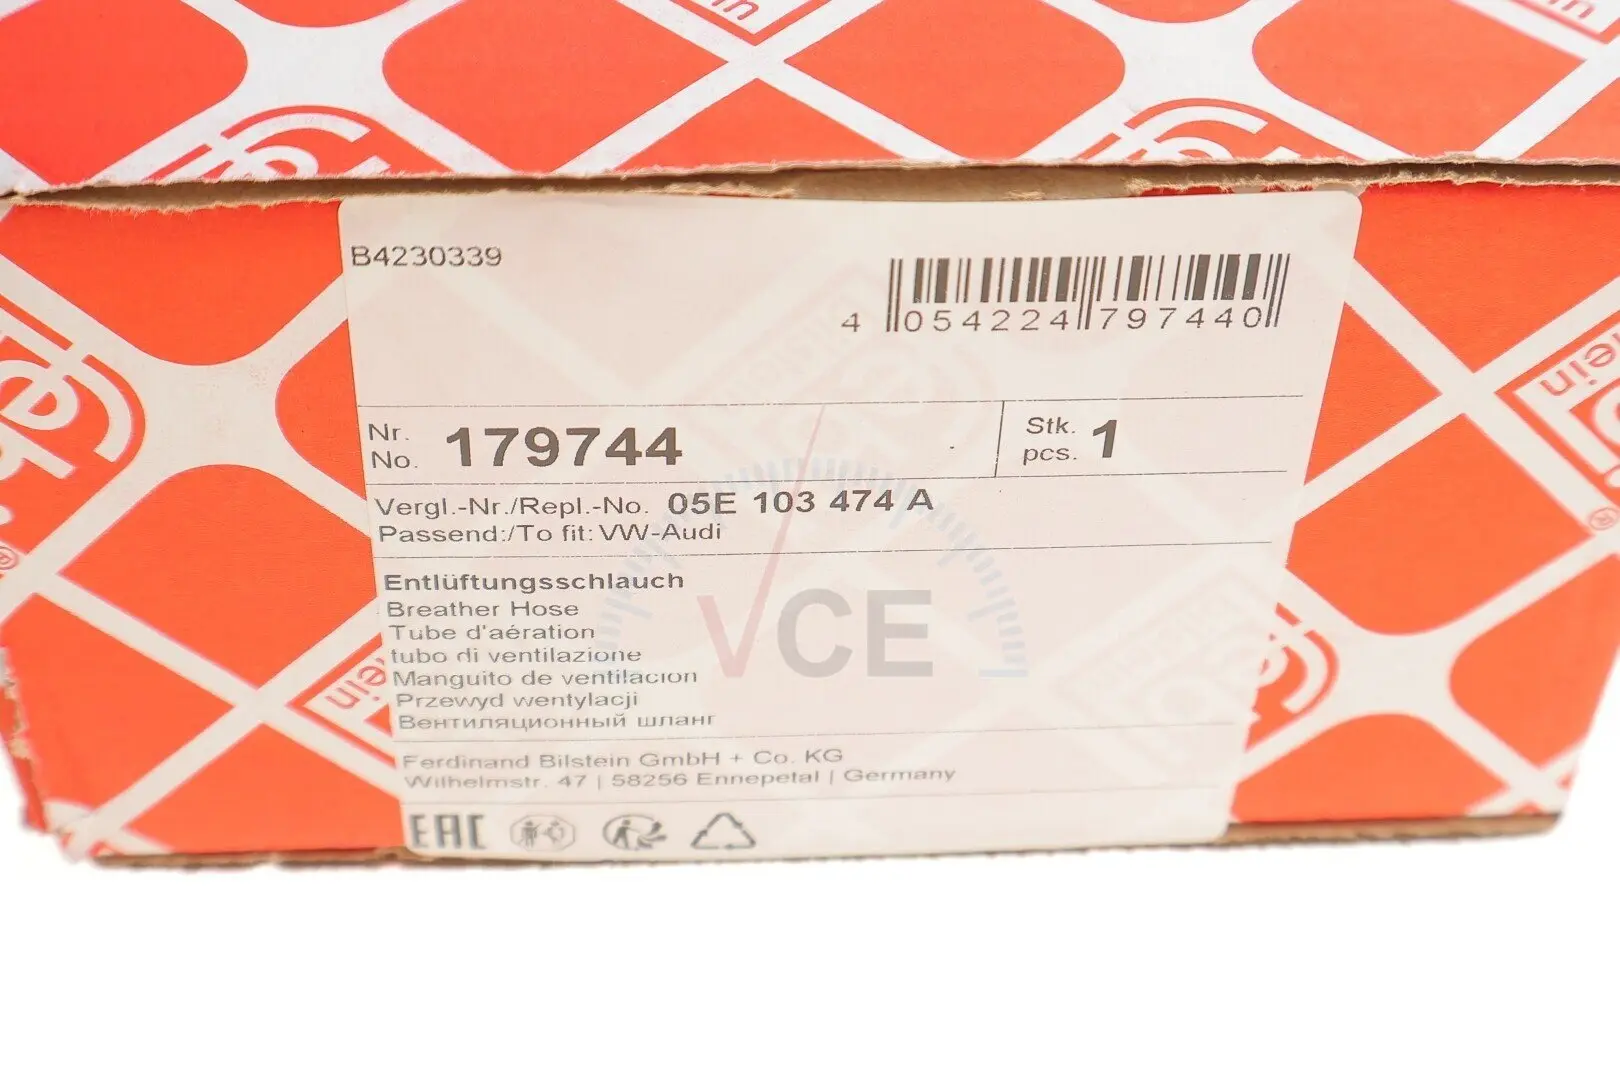 B4230339
4 054224 797440
Nr. No. 179744
Stk. pcs. 1
Vergl.-Nr./Repl.-No. 05E 103 474 A
Passend:/To fit: VW-Audi
Entlüftungsschlauch
Breather Hose
Tube d'aération
tubo di ventilazione
Manguito de ventilacion
Przewyd wentylacji
Вентиляционный шланг
Ferdinand Bilstein GmbH + Co. KG
Wilhelmstr. 47 | 58256 Ennepetal | Germany
EAC
VCE